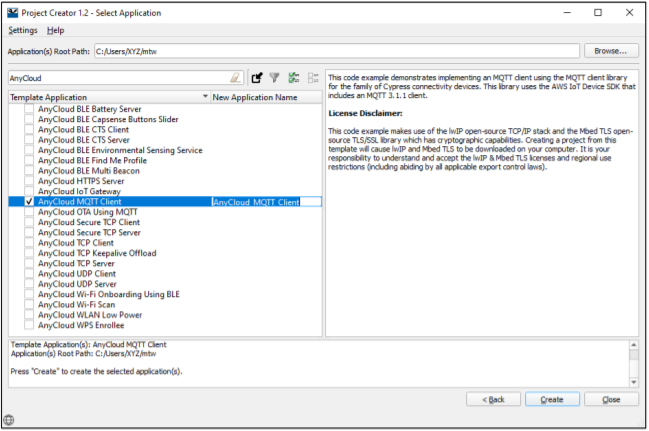 Project Creator 1.2 - Select Application
Settings Help
Application(s) Root Path: C:/Users/XYZ/mtw Browse...
AnyCloud
Template Application New Application Name
AnyCloud BLE Battery Server
AnyCloud BLE Capsense Buttons Slider
AnyCloud BLE CTS Client
AnyCloud BLE CTS Server
AnyCloud BLE Environmental Sensing Service
AnyCloud BLE Find Me Profile
AnyCloud BLE Multi Beacon
AnyCloud HTTPS Server
AnyCloud IoT Gateway
AnyCloud MQTT Client AnyCloud_MQTT_Client
AnyCloud OTA Using MQTT
AnyCloud Secure TCP Client
AnyCloud Secure TCP Server
AnyCloud TCP Client
AnyCloud TCP Keepalive Offload
AnyCloud TCP Server
AnyCloud UDP Client
AnyCloud UDP Server
AnyCloud Wi-Fi Onboarding Using BLE
AnyCloud Wi-Fi Scan
AnyCloud WLAN Low Power
AnyCloud WPS Enrollee
This code example demonstrates implementing an MQTT client using the MQTT client library
for the family of Cypress connectivity devices. This library uses the AWS IoT Device SDK that
includes an MQTT 3.1.1 client.
License Disclaimer:
This code example makes use of the lwIP open-source TCP/IP stack and the Mbed TLS open-
source TLS/SSL library which has cryptographic capabilities. Creating a project from this
template will cause lwIP and Mbed TLS to be downloaded on your computer. It is your
responsibility to understand and accept the lwIP & Mbed TLS licenses and regional use
restrictions (including abiding by all applicable export control laws).
Template Application(s): AnyCloud MQTT Client
Application(s) Root Path: C:/Users/XYZ/mtw
Press "Create" to create the selected application(s).
< Back Create Close